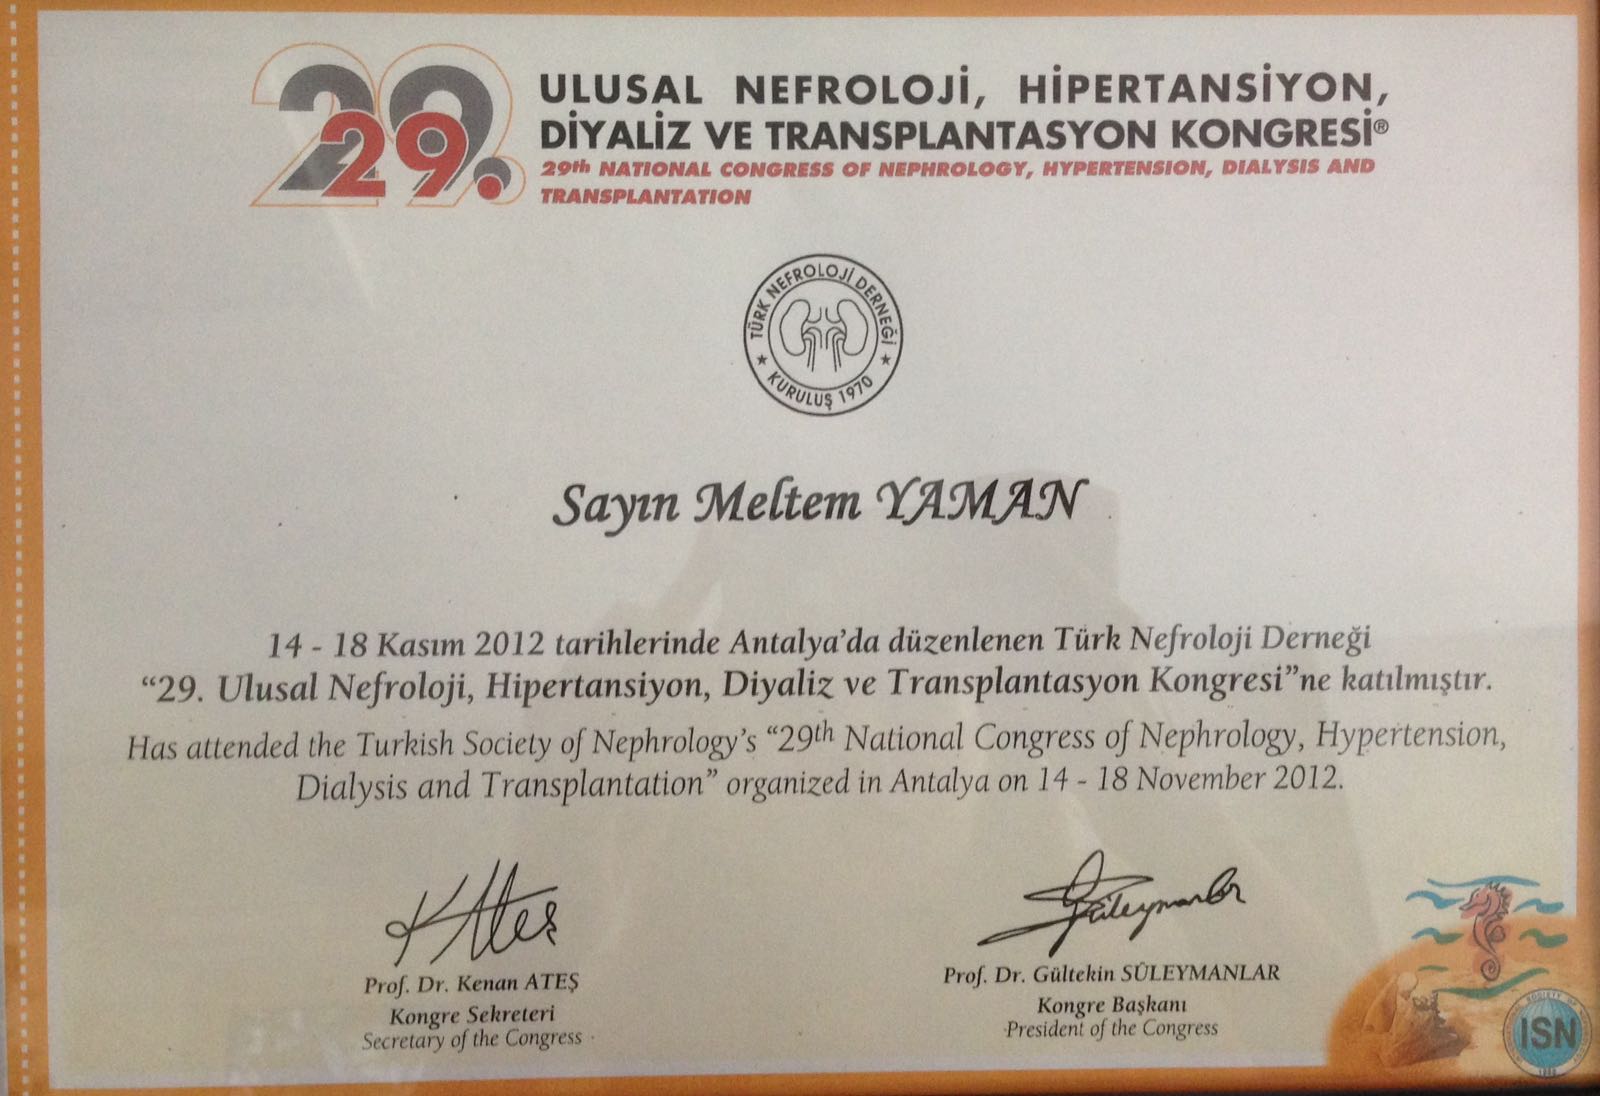 29.
ULUSAL NEFROLOJİ, HİPERTANSİYON,
DİYALİZ VE TRANSPLANTASYON KONGRESİ®
29th NATIONAL CONGRESS OF NEPHROLOGY, HYPERTENSION, DIALYSIS AND
TRANSPLANTATION
TÜRK NEFROLOJİ DERNEĞİ
KURULUŞ 1970
Sayın Meltem YAMAN
14 - 18 Kasım 2012 tarihlerinde Antalya'da düzenlenen Türk Nefroloji Derneği
“29. Ulusal Nefroloji, Hipertansiyon, Diyaliz ve Transplantasyon Kongresi”ne katılmıştır.
Has attended the Turkish Society of Nephrology's “29th National Congress of Nephrology, Hypertension,
Dialysis and Transplantation” organized in Antalya on 14 - 18 November 2012.
K Ateş
Süleymanlar
Prof. Dr. Kenan ATEŞ
Kongre Sekreteri
Secretary of the Congress
Prof. Dr. Gültekin SÜLEYMANLAR
Kongre Başkanı
President of the Congress
SOCIETY OF
ISN